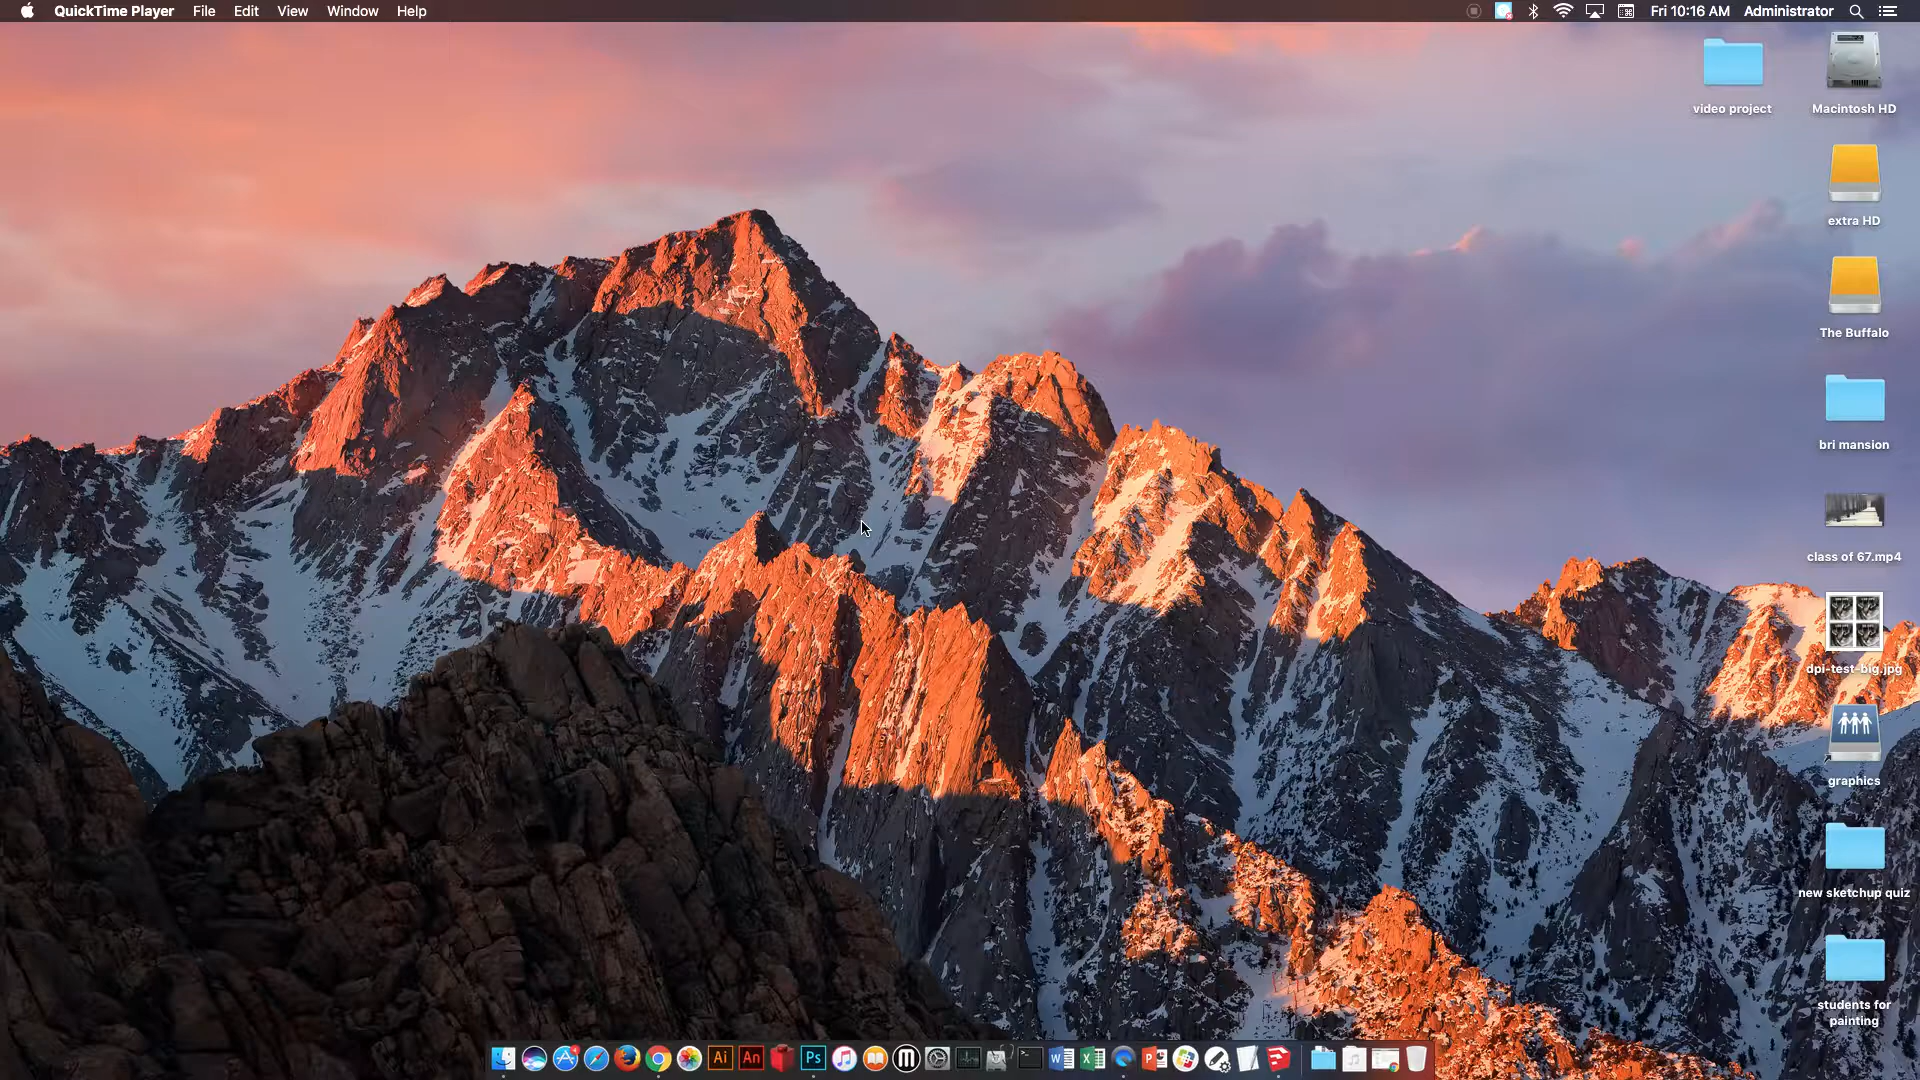 QuickTime Player File Edit View Window Help Fri 10:16 AM Administrator
video project
Macintosh HD
extra HD
The Buffalo
bri mansion
class of 67.mp4
dpi-test-big.jpg
graphics
new sketchup quiz
students for
painting
Ai An Ps